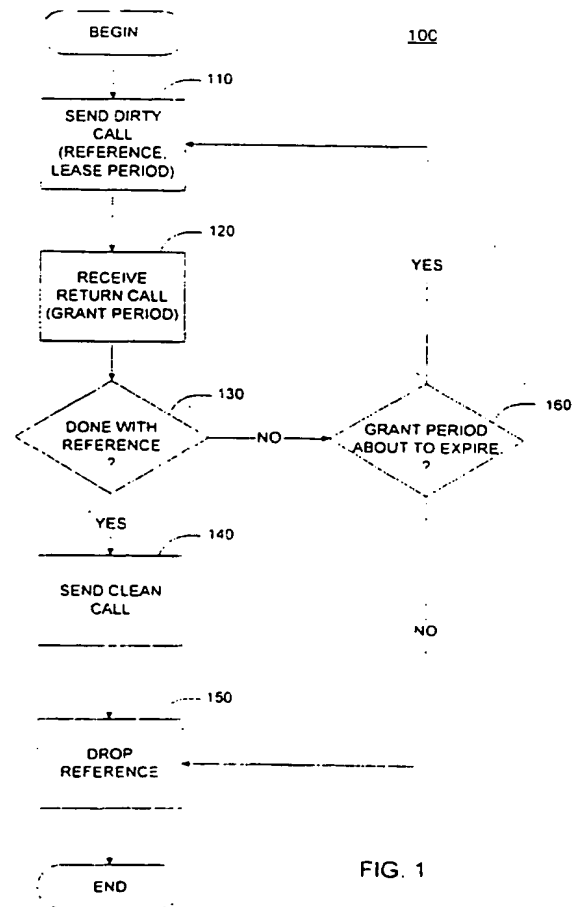 BEGIN
100
110
SEND DIRTY
CALL
(REFERENCE,
LEASE PERIOD)
120
RECEIVE
RETURN CALL
(GRANT PERIOD)
YES
130
DONE WITH
REFERENCE
?
NO
160
GRANT PERIOD
ABOUT TO EXPIRE.
?
YES
140
SEND CLEAN
CALL
NO
150
DROP
REFERENCE
END
FIG. 1